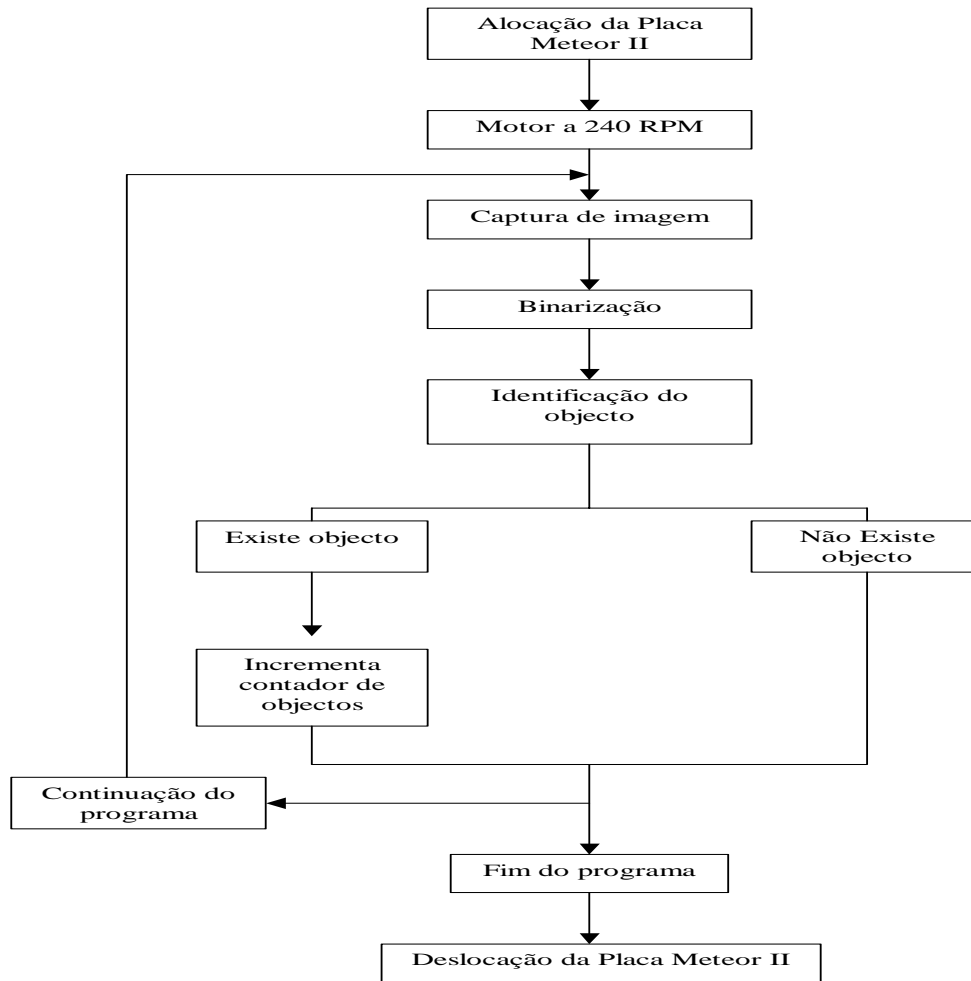 Alocação da Placa
Meteor II
Motor a 240 RPM
Captura de imagem
Binarização
Identificação do
objecto
Existe objecto
Não Existe
objecto
Incrementa
contador de
objectos
Continuação do
programa
Fim do programa
Deslocação da Placa Meteor II